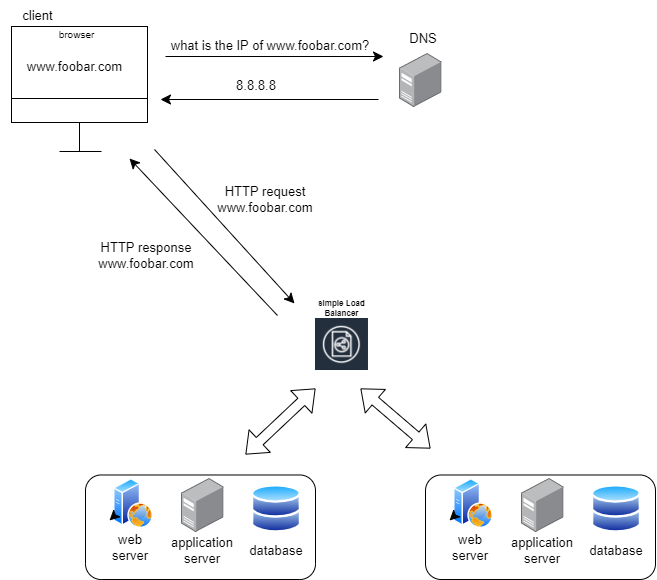 client
browser
www.foobar.com
what is the IP of www.foobar.com?
DNS
8.8.8.8
HTTP request
www.foobar.com
HTTP response
www.foobar.com
simple Load
Balancer
web
server
application
server
database
web
server
application
server
database